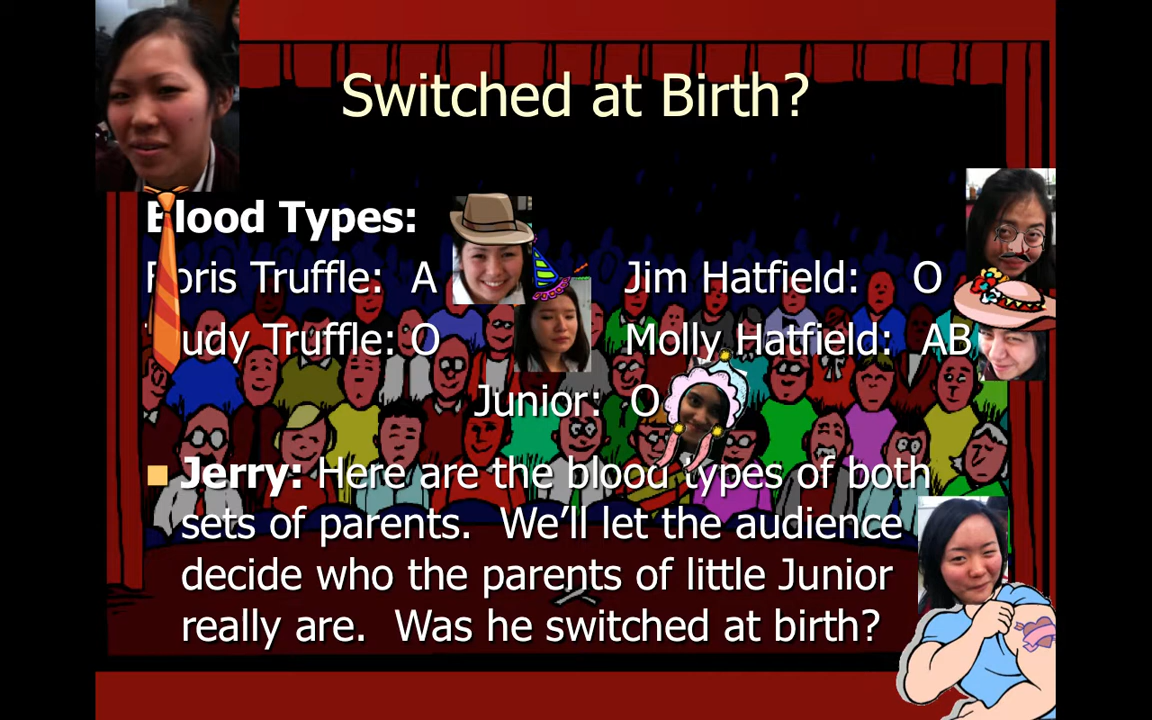 Switched at Birth?
Blood Types:
oris Truffle: A
Jim Hatfield: O
udy Truffle: O
Molly Hatfield: AB
Junior: O
Jerry: Here are the blood types of both
sets of parents. We'll let the audience
decide who the parents of little Junior
really are. Was he switched at birth?